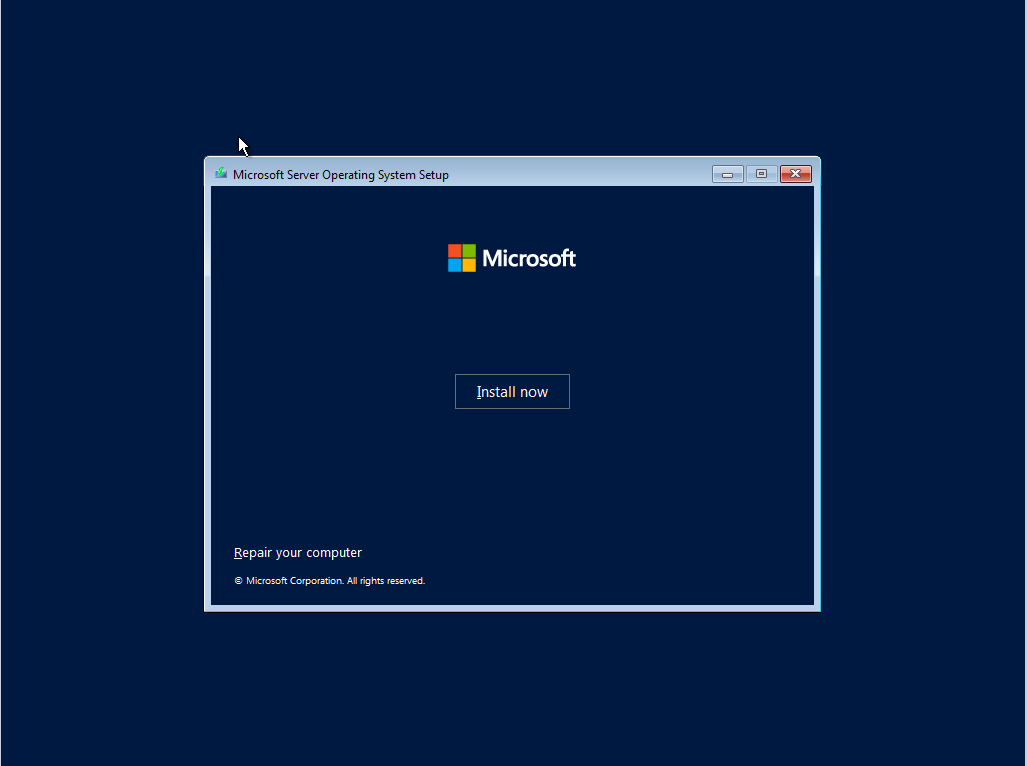 Microsoft Server Operating System Setup
Microsoft
Install now
Repair your computer
© Microsoft Corporation. All rights reserved.